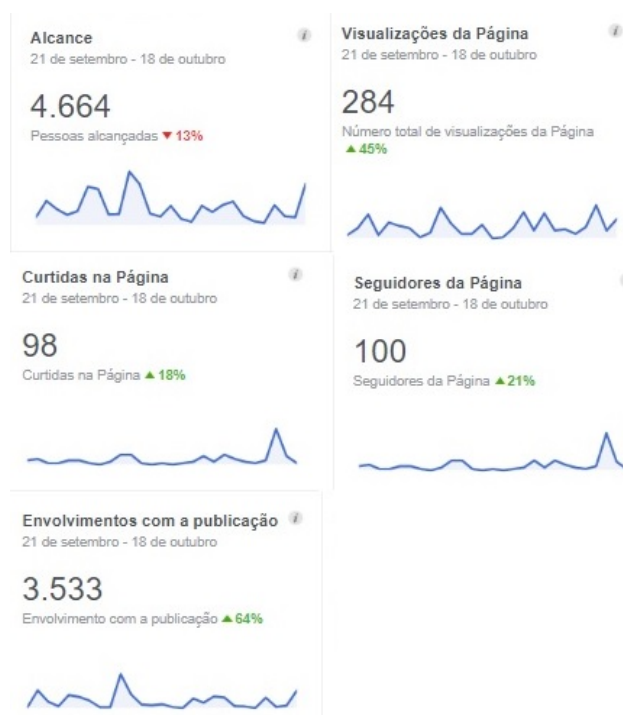 Alcance
21 de setembro - 18 de outubro
4.664
Pessoas alcançadas ▼ 13%
Visualizações da Página
21 de setembro - 18 de outubro
284
Número total de visualizações da Página
▲ 45%
Curtidas na Página
21 de setembro - 18 de outubro
98
Curtidas na Página ▲ 18%
Seguidores da Página
21 de setembro - 18 de outubro
100
Seguidores da Página ▲ 21%
Envolvimentos com a publicação
21 de setembro - 18 de outubro
3.533
Envolvimento com a publicação ▲ 64%